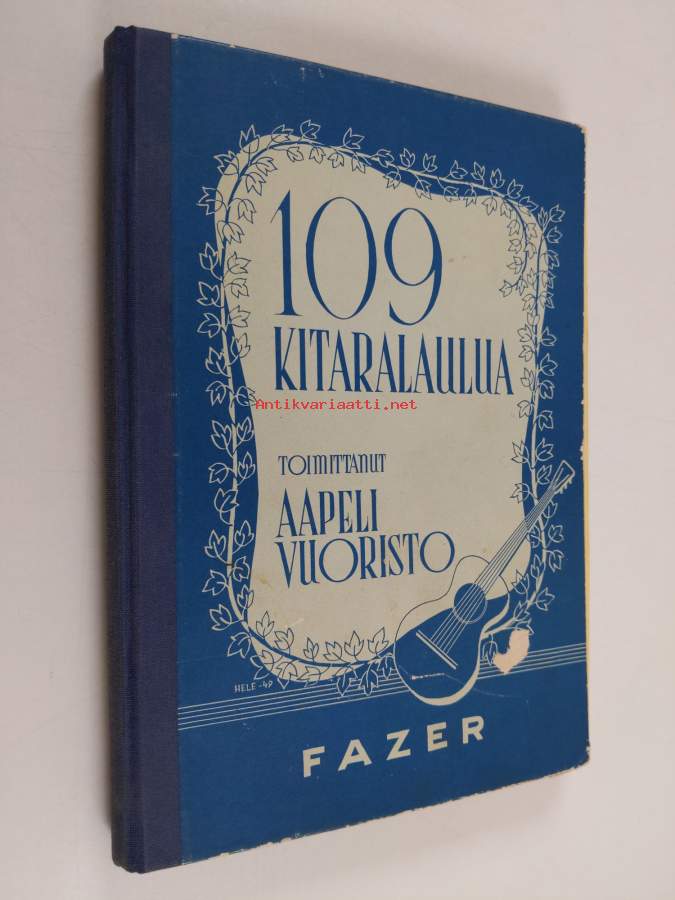 109
KITARALAULUA
Antikvariaatti.net
TOIMITTANUT
AAPELI
VUORISTO
HELE -49
FAZER